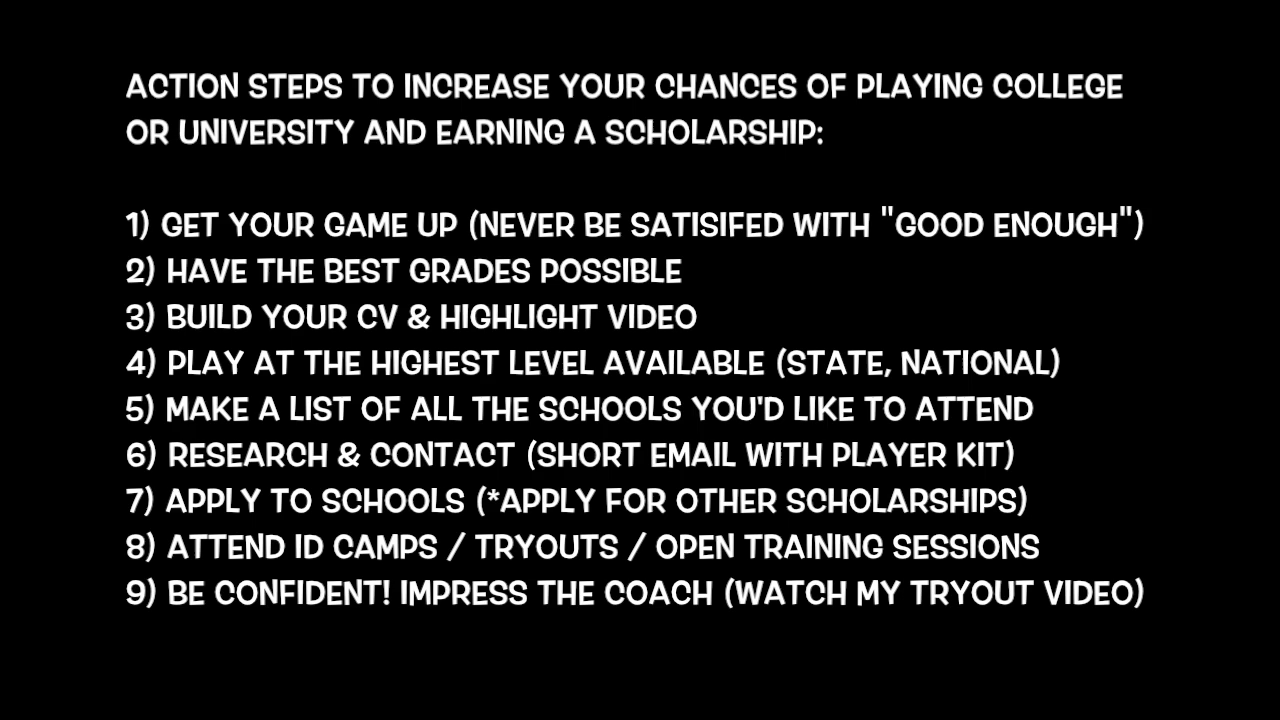 ACTION STEPS TO INCREASE YOUR CHANCES OF PLAYING COLLEGE
OR UNIVERSITY AND EARNING A SCHOLARSHIP:
1) GET YOUR GAME UP (NEVER BE SATISIFED WITH "GOOD ENOUGH")
2) HAVE THE BEST GRADES POSSIBLE
3) BUILD YOUR CV & HIGHLIGHT VIDEO
4) PLAY AT THE HIGHEST LEVEL AVAILABLE (STATE, NATIONAL)
5) MAKE A LIST OF ALL THE SCHOOLS YOU'D LIKE TO ATTEND
6) RESEARCH & CONTACT (SHORT EMAIL WITH PLAYER KIT)
7) APPLY TO SCHOOLS (*APPLY FOR OTHER SCHOLARSHIPS)
8) ATTEND ID CAMPS / TRYOUTS / OPEN TRAINING SESSIONS
9) BE CONFIDENT! IMPRESS THE COACH (WATCH MY TRYOUT VIDEO)